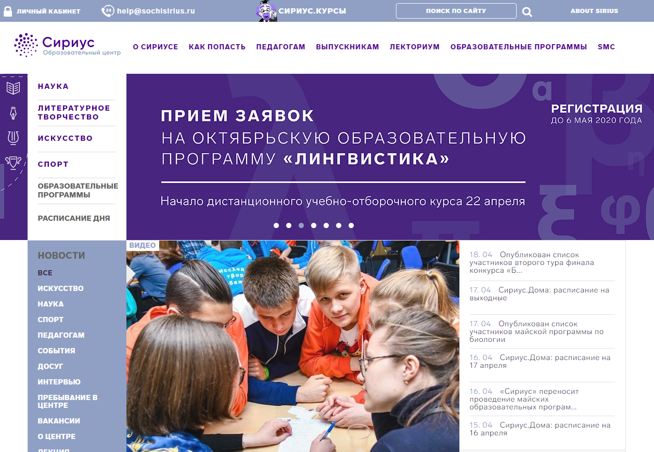 ЛИЧНЫЙ КАБИНЕТ
24
help@sochisirius.ru
СИРИУС.КУРСЫ
ПОИСК ПО САЙТУ
ABOUT SIRIUS
Сириус
Образовательный центр
О СИРИУСЕ
КАК ПОПАСТЬ
ПЕДАГОГАМ
ВЫПУСКНИКАМ
ЛЕКТОРИУМ
ОБРАЗОВАТЕЛЬНЫЕ ПРОГРАММЫ
SMC
НАУКА
ЛИТЕРАТУРНОЕ
ТВОРЧЕСТВО
ИСКУССТВО
СПОРТ
ОБРАЗОВАТЕЛЬНЫЕ
ПРОГРАММЫ
РАСПИСАНИЕ ДНЯ
ПРИЕМ ЗАЯВОК
НА ОКТЯБРЬСКУЮ ОБРАЗОВАТЕЛЬНУЮ
ПРОГРАММУ «ЛИНГВИСТИКА»
Начало дистанционного учебно-отборочного курса 22 апреля
РЕГИСТРАЦИЯ
ДО 6 МАЯ 2020 ГОДА
НОВОСТИ
ВСЕ
ИСКУССТВО
НАУКА
СПОРТ
ПЕДАГОГАМ
СОБЫТИЯ
ДОСУГ
ИНТЕРВЬЮ
ПРЕБЫВАНИЕ В
ЦЕНТРЕ
ВАКАНСИИ
О ЦЕНТРЕ
ЛЕКЦИЯ
ВИДЕО
18. 04 Опубликован список
участников второго тура финала
конкурса «Б...
17. 04 Сириус.Дома: расписание на
выходные
17. 04 Опубликован список
участников майской программы по
биологии
16. 04 Сириус.Дома: расписание на
17 апреля
16. 04 «Сириус» переносит
проведение майских
образовательных програм...
15. 04 Сириус.Дома: расписание на
16 апреля